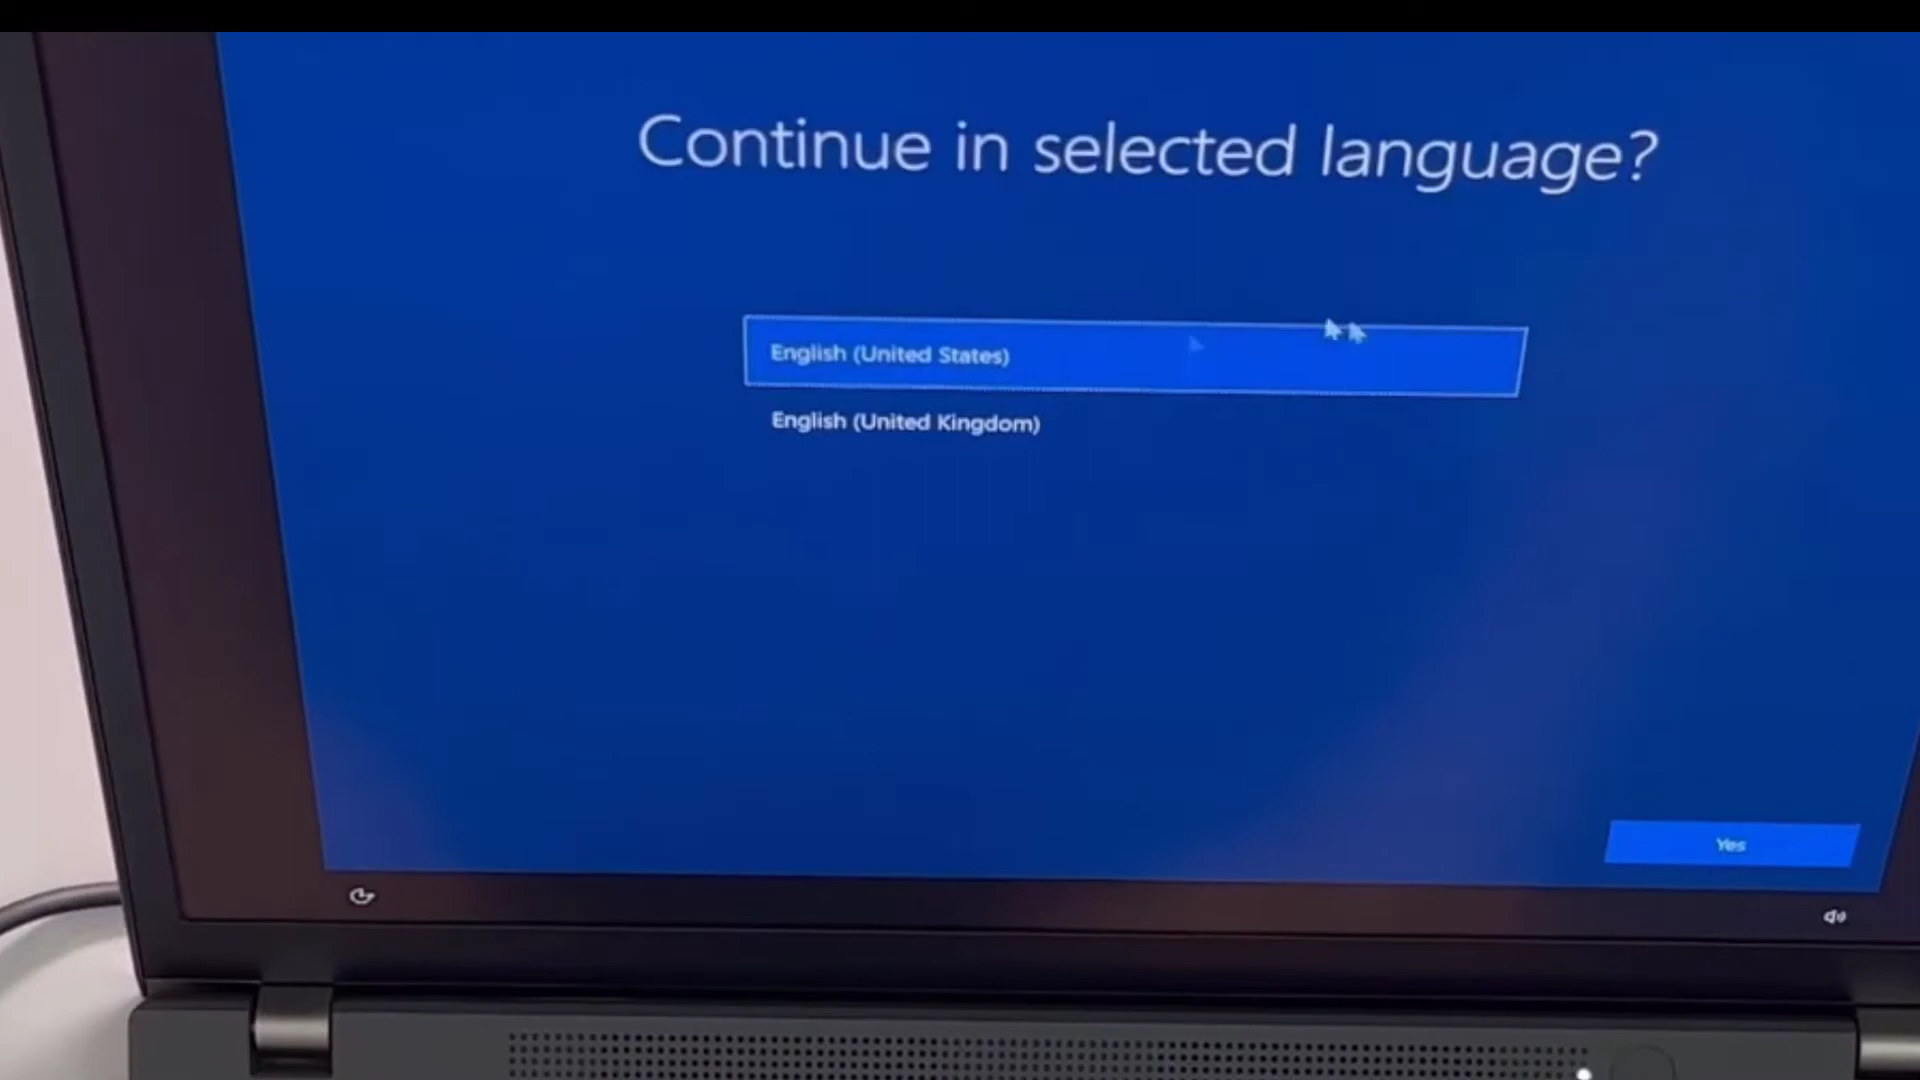 Continue in selected language?
English (United States)
English (United Kingdom)
Yes